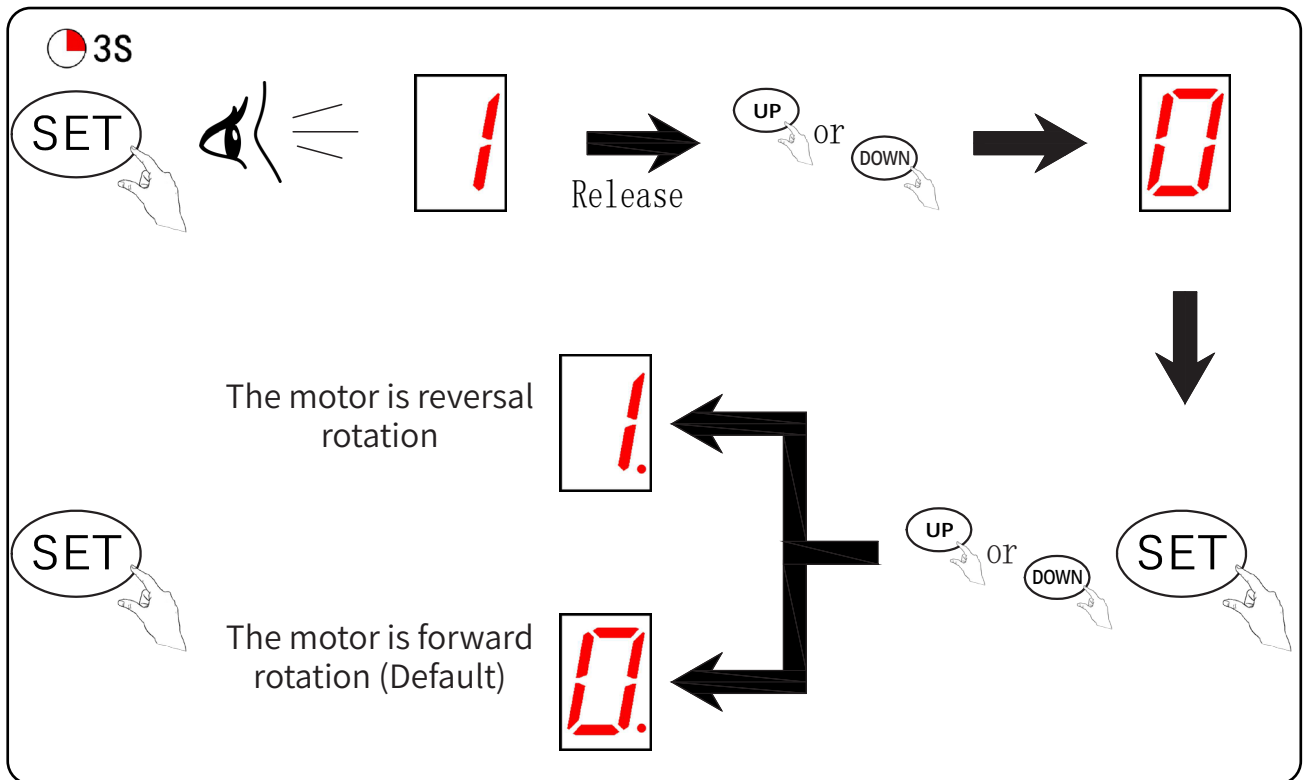 3S
SET
1
Release
UP
or
DOWN
0
The motor is reversal
rotation
1.
SET
UP
or
DOWN
SET
The motor is forward
rotation (Default)
0.